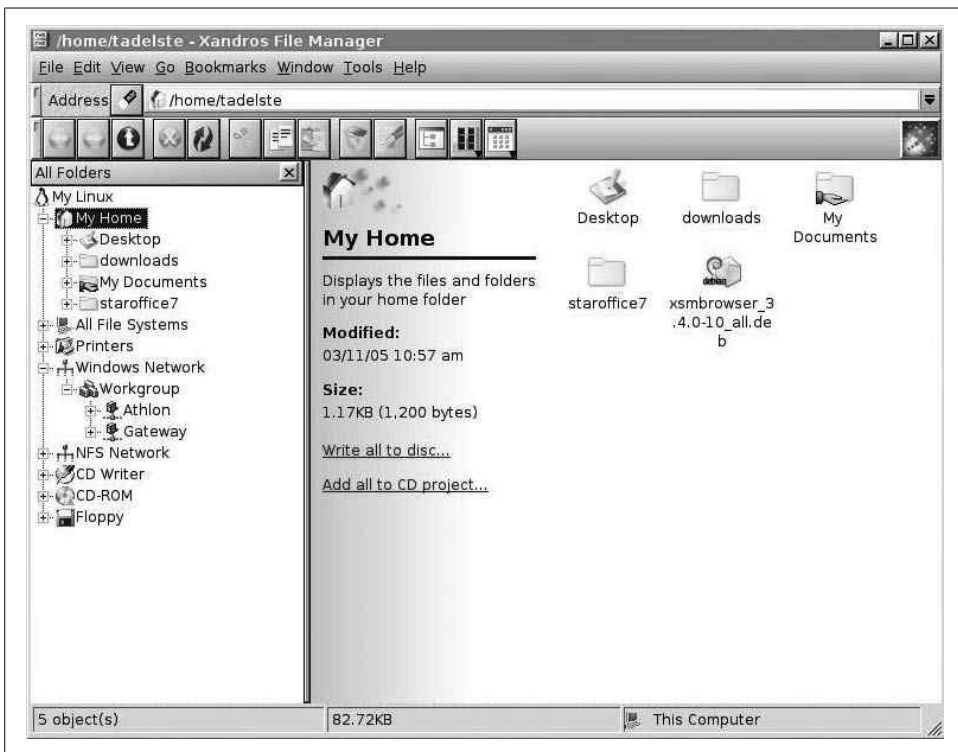 /home/tadelste - Xandros File Manager
File Edit View Go Bookmarks Window Tools Help
Address /home/tadelste
All Folders
My Linux
My Home
Desktop
downloads
My Documents
staroffice7
All File Systems
Printers
Windows Network
Workgroup
Athlon
Gateway
NFS Network
CD Writer
CD-ROM
Floppy
My Home
Displays the files and folders
in your home folder
Modified:
03/11/05 10:57 am
Size:
1.17KB (1,200 bytes)
Write all to disc...
Add all to CD project...
Desktop
downloads
My
Documents
staroffice7
debian
xsmbrowser_3
.4.0-10_all.de
b
5 object(s)
82.72KB
This Computer